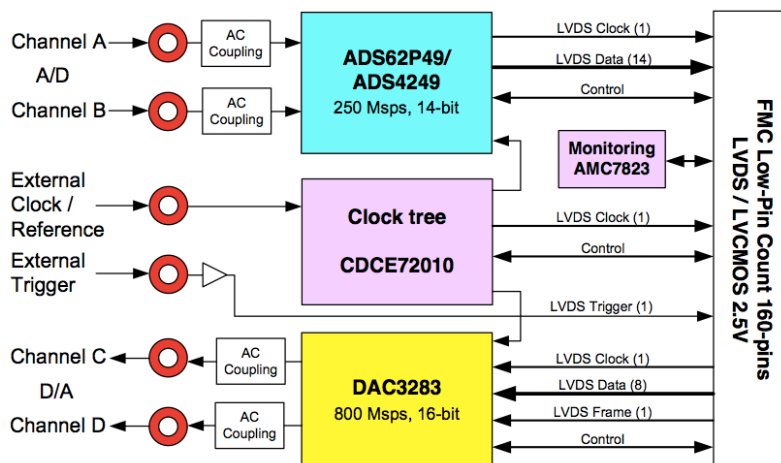 Channel A
A/D
Channel B
AC
Coupling
AC
Coupling
ADS62P49/
ADS4249
250 Msps, 14-bit
LVDS Clock (1)
LVDS Data (14)
Control
Monitoring
AMC7823
External
Clock /
Reference
External
Trigger
Clock tree
CDCE72010
LVDS Clock (1)
Control
LVDS Trigger (1)
Channel C
D/A
Channel D
AC
Coupling
AC
Coupling
DAC3283
800 Msps, 16-bit
LVDS Clock (1)
LVDS Data (8)
LVDS Frame (1)
Control
FMC Low-Pin Count 160-pins
LVDS / LVCMOS 2.5V